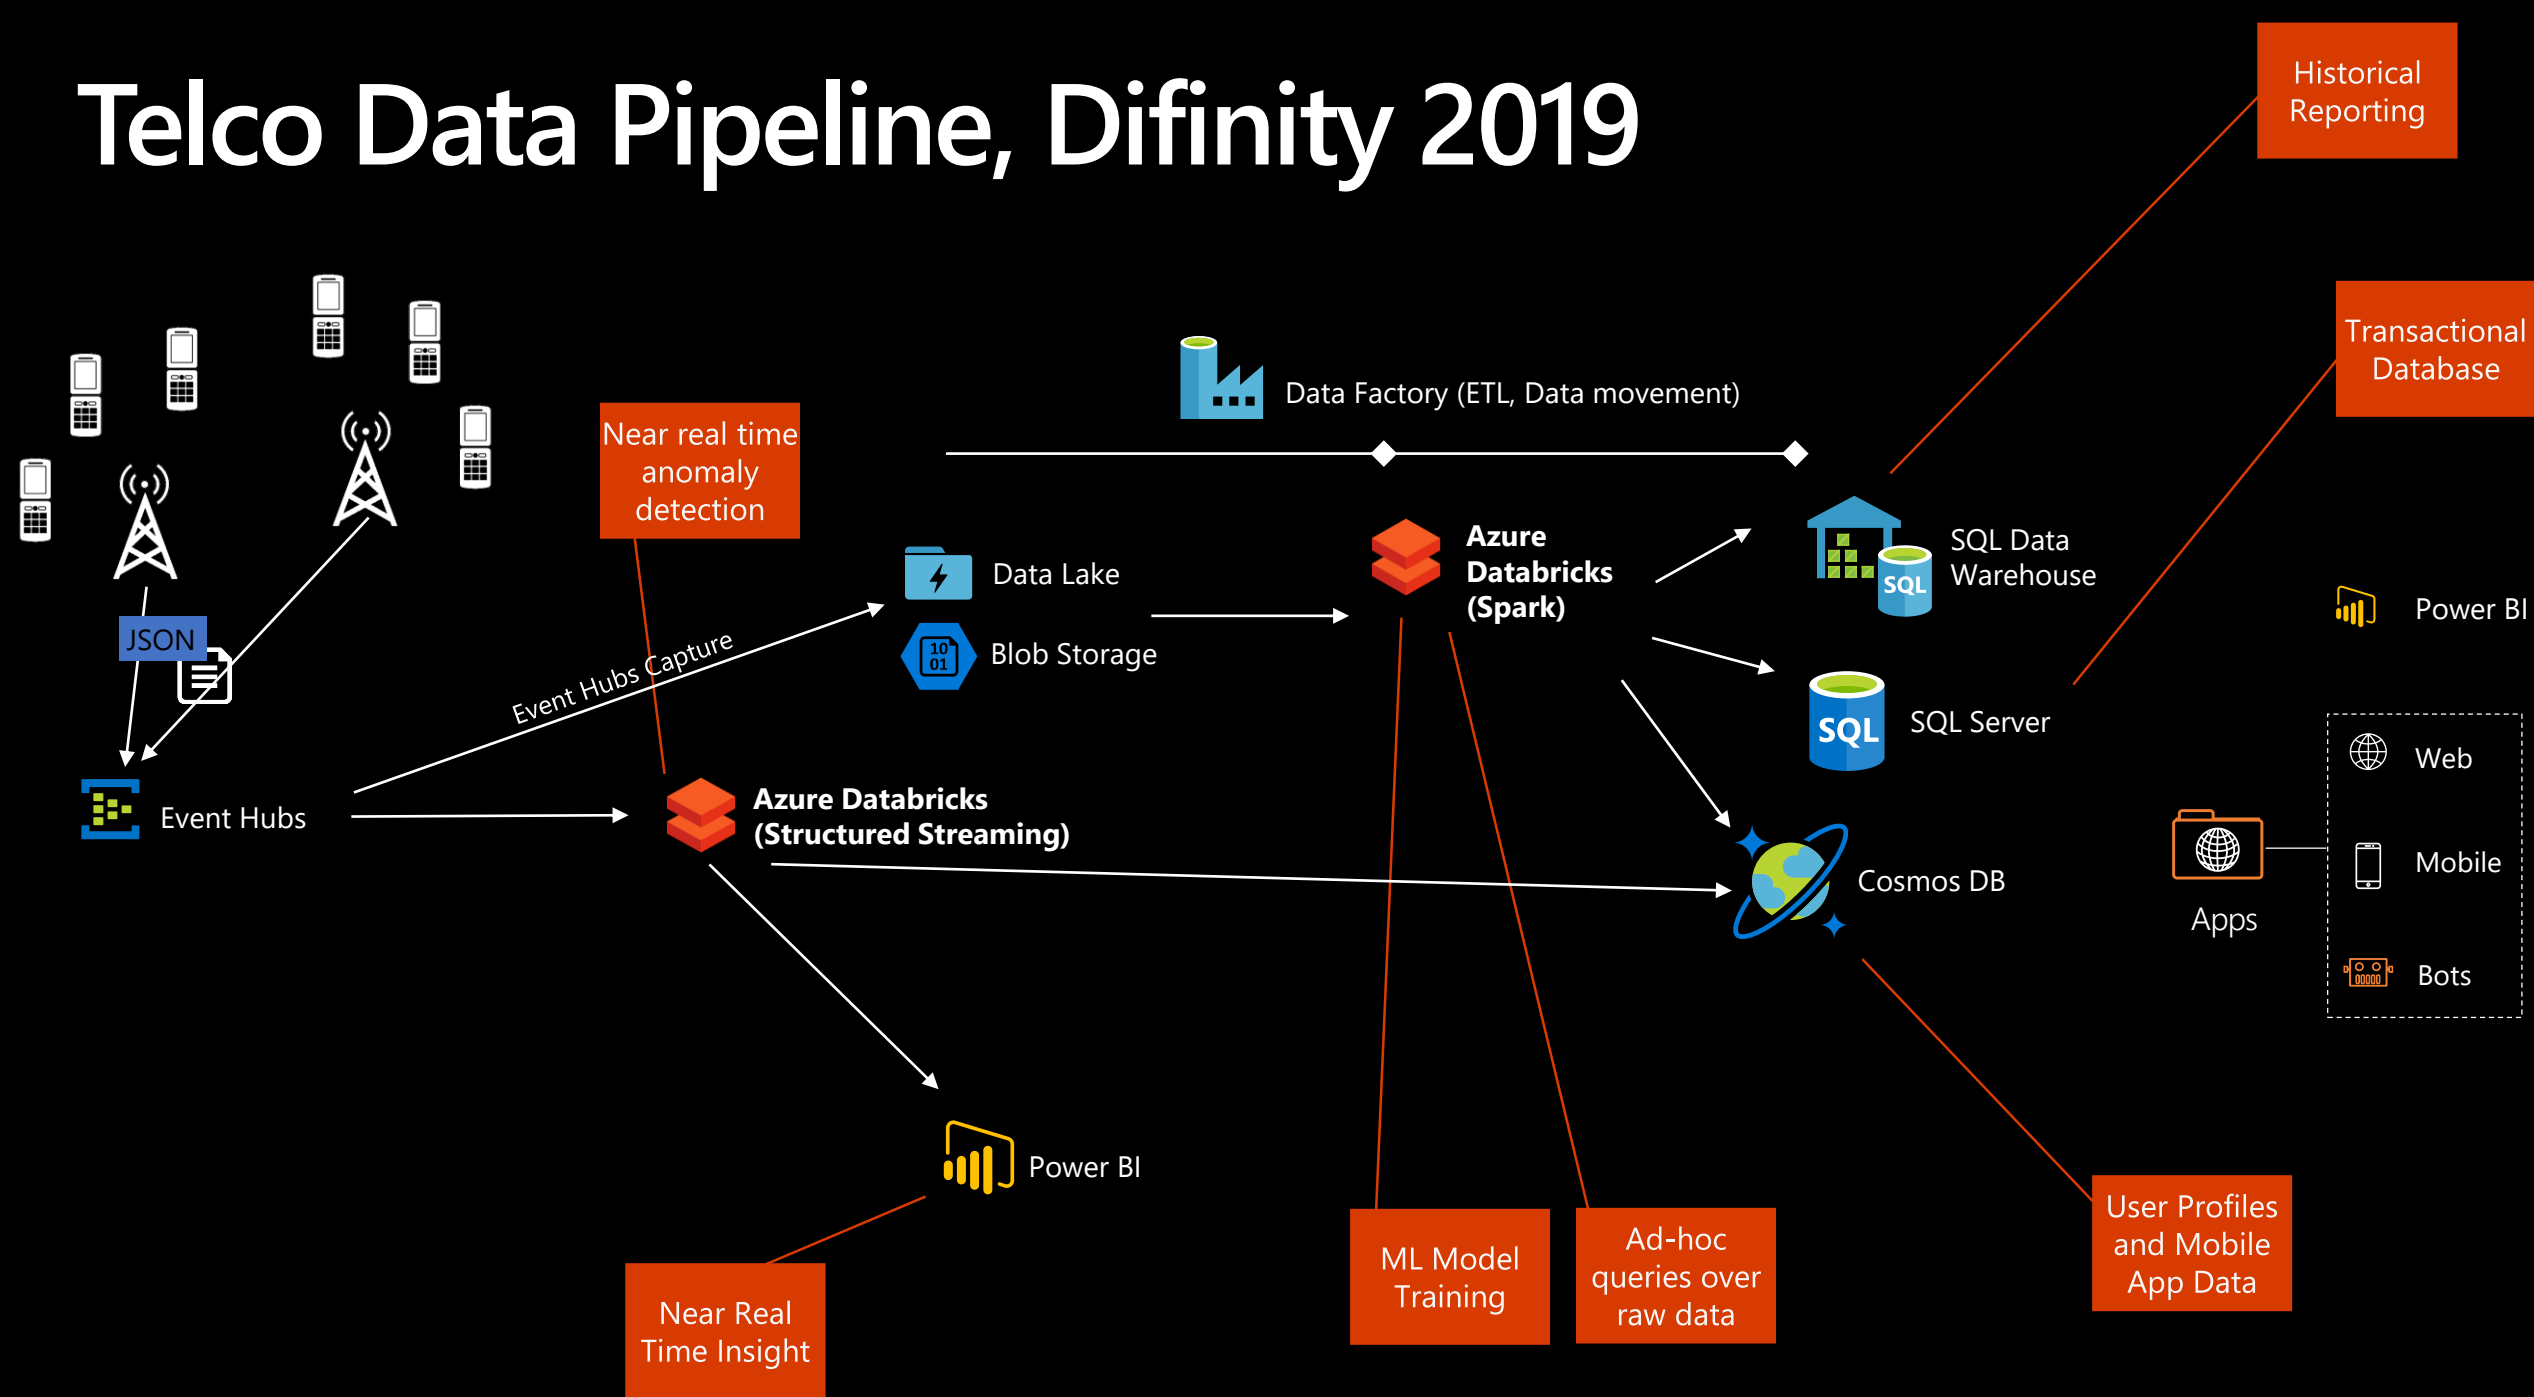 Telco Data Pipeline, Difinity 2019
Historical
Reporting
Transactional
Database
Data Factory (ETL, Data movement)
Near real time
anomaly
detection
Data Lake
Blob Storage
Azure
Databricks
(Spark)
SQL
SQL Data
Warehouse
Power BI
JSON
Event Hubs Capture
10
01
SQL
SQL Server
Event Hubs
Azure Databricks
(Structured Streaming)
Cosmos DB
Apps
Web
Mobile
Bots
Power BI
Near Real
Time Insight
ML Model
Training
Ad-hoc
queries over
raw data
User Profiles
and Mobile
App Data